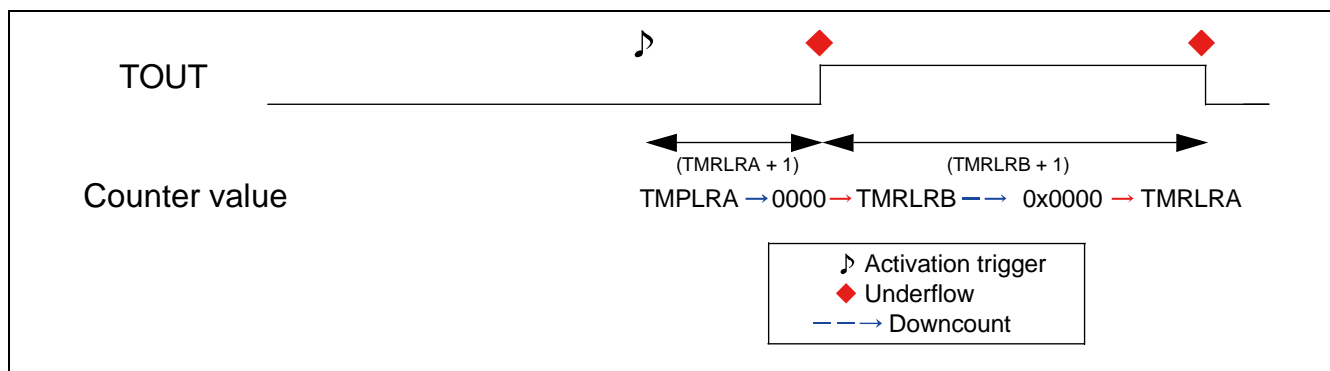 TOUT
(TMRLRA + 1) (TMRLRB + 1)
Counter value TMPLRA → 0000 → TMRLRB − → 0x0000 → TMRLRA
♪ Activation trigger
◆ Underflow
− − → Downcount